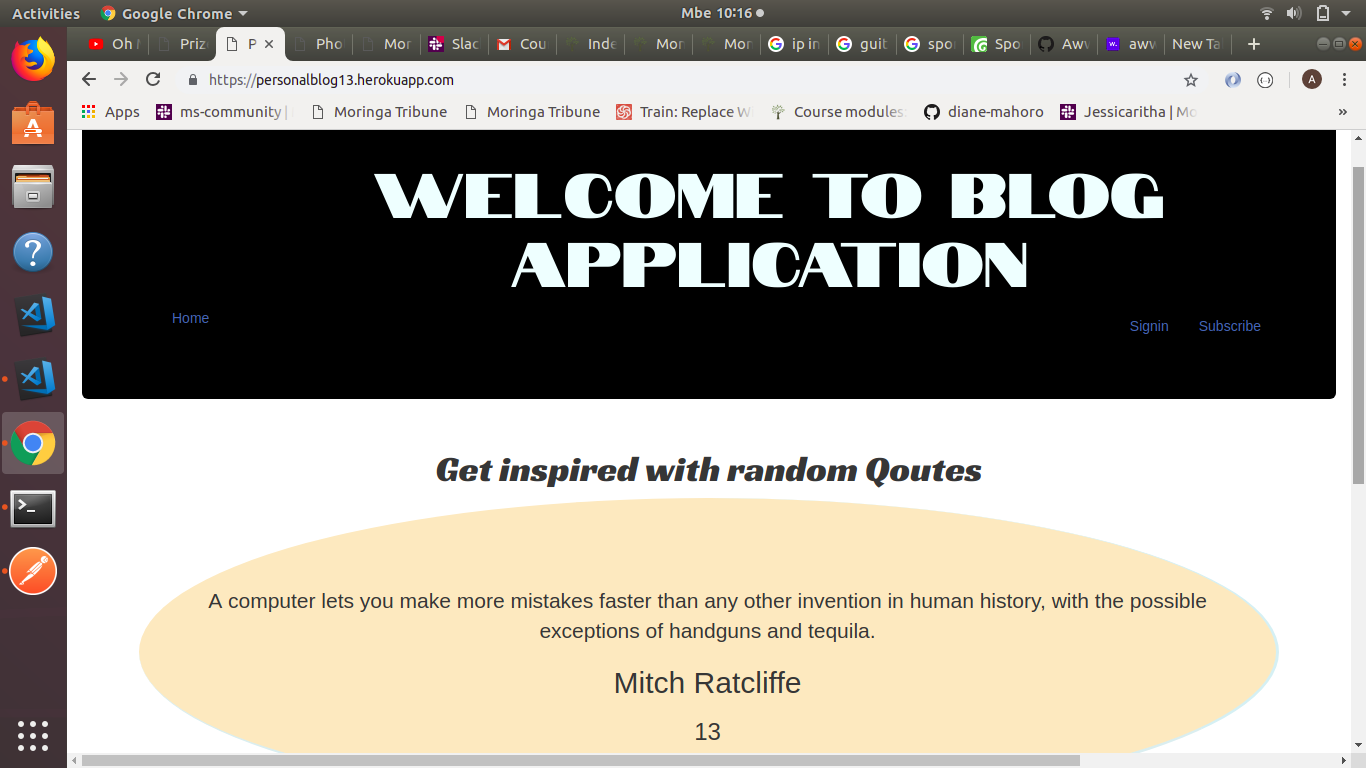 Activities
Google Chrome
Mbe 10:16
Oh
Priz
P
Pho
Mor
Slac
Cou
Inde
Mor
Mor
ip in
guit
spo
Spo
Aww
aww
New Ta
https://personalblog13.herokuapp.com
A
Apps
ms-community |
Moringa Tribune
Moringa Tribune
Train: Replace W
Course modules
diane-mahoro
Jessicaritha | Mo
»
WELCOME TO BLOG
APPLICATION
Home
Signin
Subscribe
Get inspired with random Qoutes
A computer lets you make more mistakes faster than any other invention in human history, with the possible
exceptions of handguns and tequila.
Mitch Ratcliffe
13